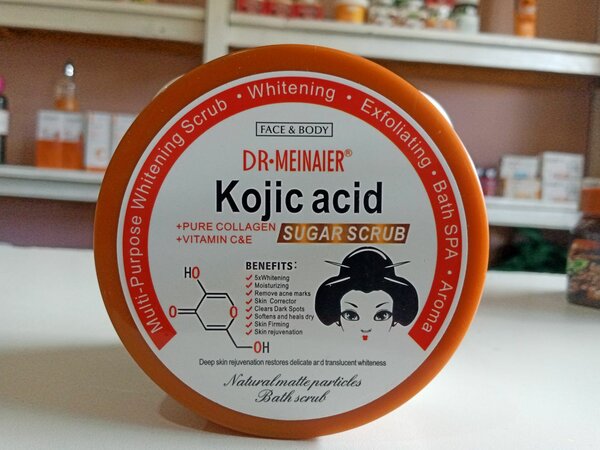 Multi-Purpose Whitening Scrub • Whitening • Exfoliating • Bath SPA • Aroma
FACE & BODY
DR•MEINAIER®
Kojic acid
+PURE COLLAGEN
+VITAMIN C&E
SUGAR SCRUB
BENEFITS:
5xWhitening
Moisturizing
Remove acne marks
Skin Corrector
Clears Dark Spots
Softens and heals dry
Skin Firming
Skin rejuvenation
HO
O
O
OH
Deep skin rejuvenation restores delicate and translucent whiteness
Natural matte particles
Bath scrub